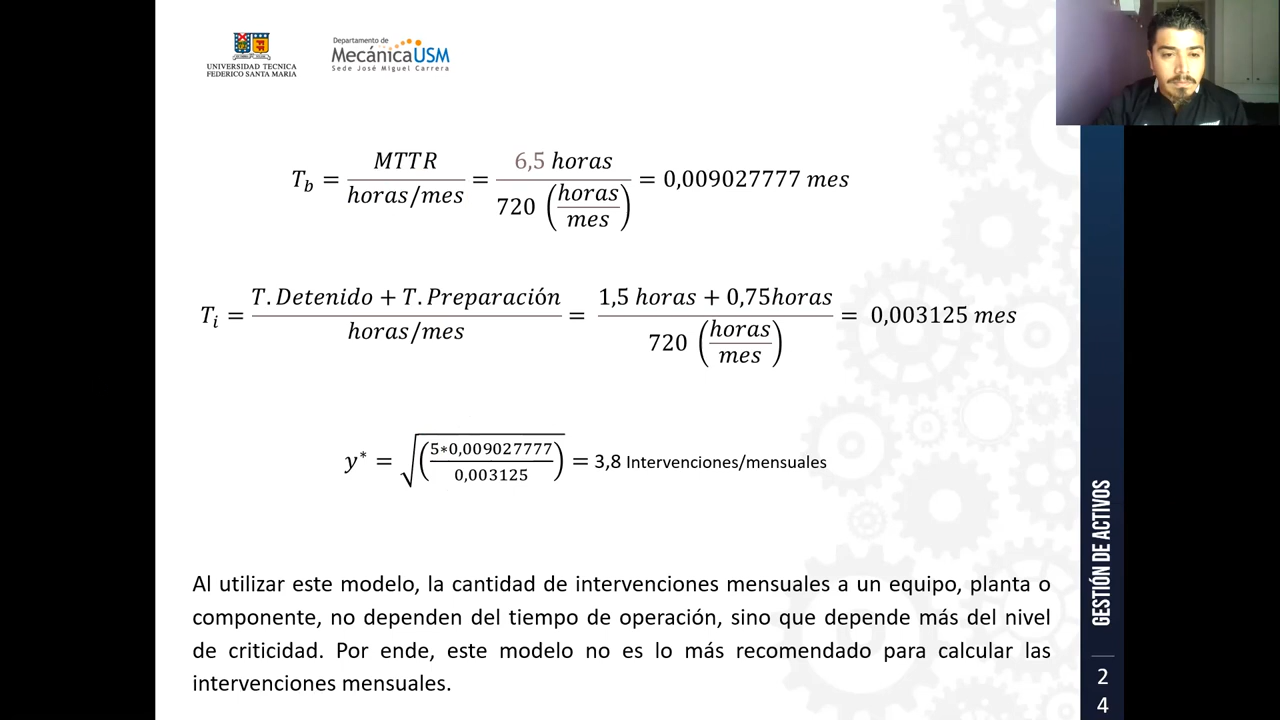 UNIVERSIDAD TECNICA
FEDERICO SANTA MARIA
Departamento de
MecánicaUSM
Sede José Miguel Carrera
T_b = MTTR / horas/mes = 6,5 horas / 720 (horas/mes) = 0,009027777 mes
T_i = T. Detenido + T. Preparación / horas/mes = 1,5 horas + 0,75horas / 720 (horas/mes) = 0,003125 mes
y* = √(5*0,009027777 / 0,003125) = 3,8 Intervenciones/mensuales
Al utilizar este modelo, la cantidad de intervenciones mensuales a un equipo, planta o
componente, no dependen del tiempo de operación, sino que depende más del nivel
de criticidad. Por ende, este modelo no es lo más recomendado para calcular las
intervenciones mensuales.
GESTIÓN DE ACTIVOS
2
4